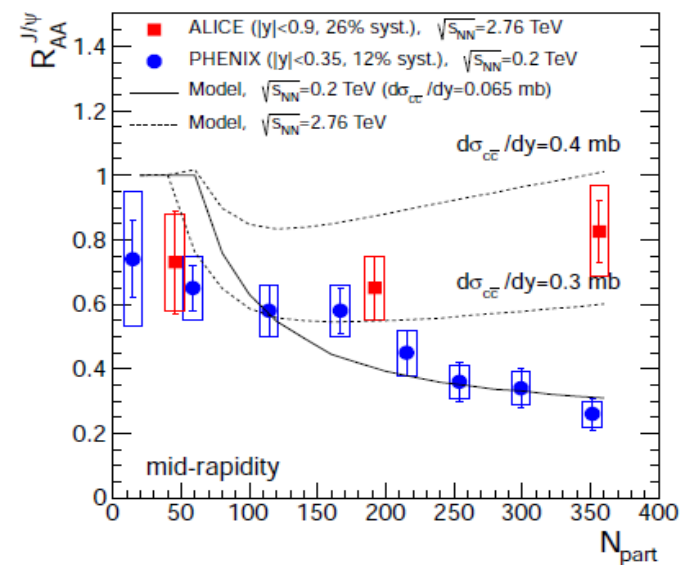 R_AA^J/ψ
ALICE (|y|<0.9, 26% syst.), √s_NN=2.76 TeV
PHENIX (|y|<0.35, 12% syst.), √s_NN=0.2 TeV
Model, √s_NN=0.2 TeV (dσ_cc̅/dy=0.065 mb)
Model, √s_NN=2.76 TeV
dσ_cc̅/dy=0.4 mb
dσ_cc̅/dy=0.3 mb
mid-rapidity
1.4
1.2
1
0.8
0.6
0.4
0.2
0
0 50 100 150 200 250 300 350 400
N_part